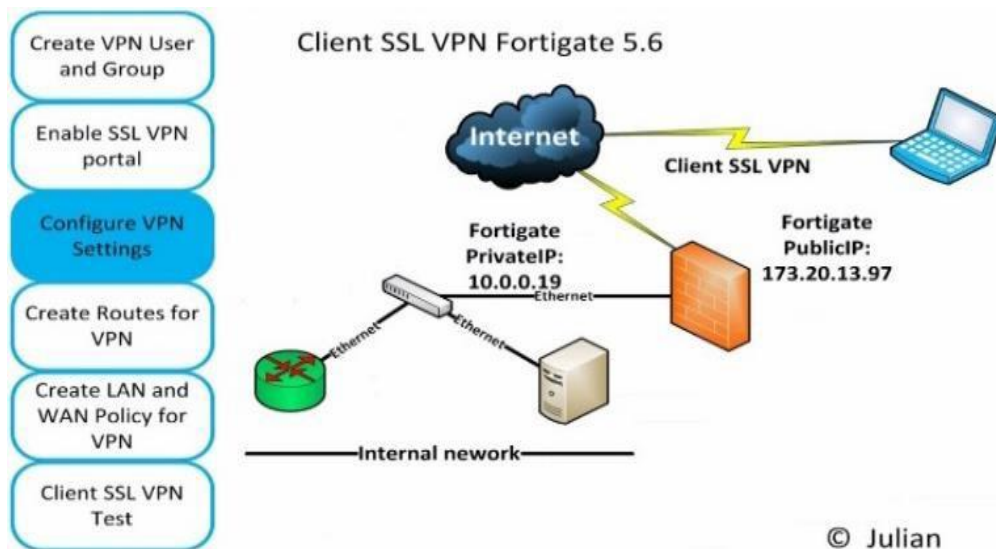 Create VPN User
and Group
Enable SSL VPN
portal
Configure VPN
Settings
Create Routes for
VPN
Create LAN and
WAN Policy for
VPN
Client SSL VPN
Test
Client SSL VPN Fortigate 5.6
Internet
Client SSL VPN
Fortigate
PrivateIP:
10.0.0.19
Fortigate
PublicIP:
173.20.13.97
Ethernet
Ethernet
Ethernet
Internal nework
© Julian